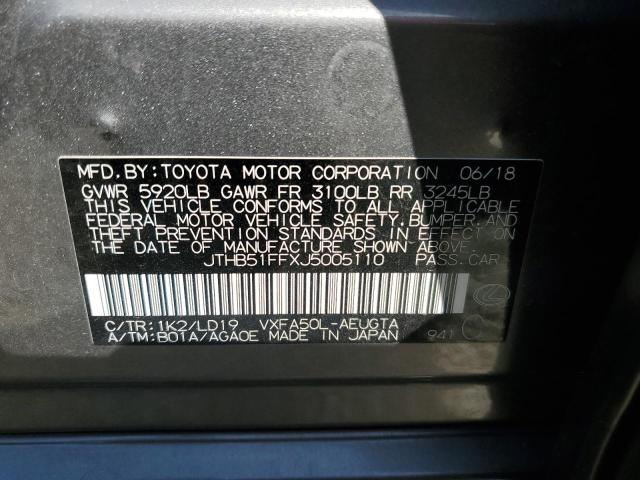 MFD. BY: TOYOTA MOTOR CORPORATION 06/18
GVWR 5920LB GAWR FR 3100LB RR 3245LB
THIS VEHICLE CONFORMS TO ALL APPLICABLE
FEDERAL MOTOR VEHICLE SAFETY, BUMPER, AND
THEFT PREVENTION STANDARDS IN EFFECT ON
THE DATE OF MANUFACTURE SHOWN ABOVE.
JTHB51FFXJ5005110 PASS. CAR
C/TR: 1K2/LD19 VXFA50L-AEUGTA
A/TM: B01A/AGA0E MADE IN JAPAN 941